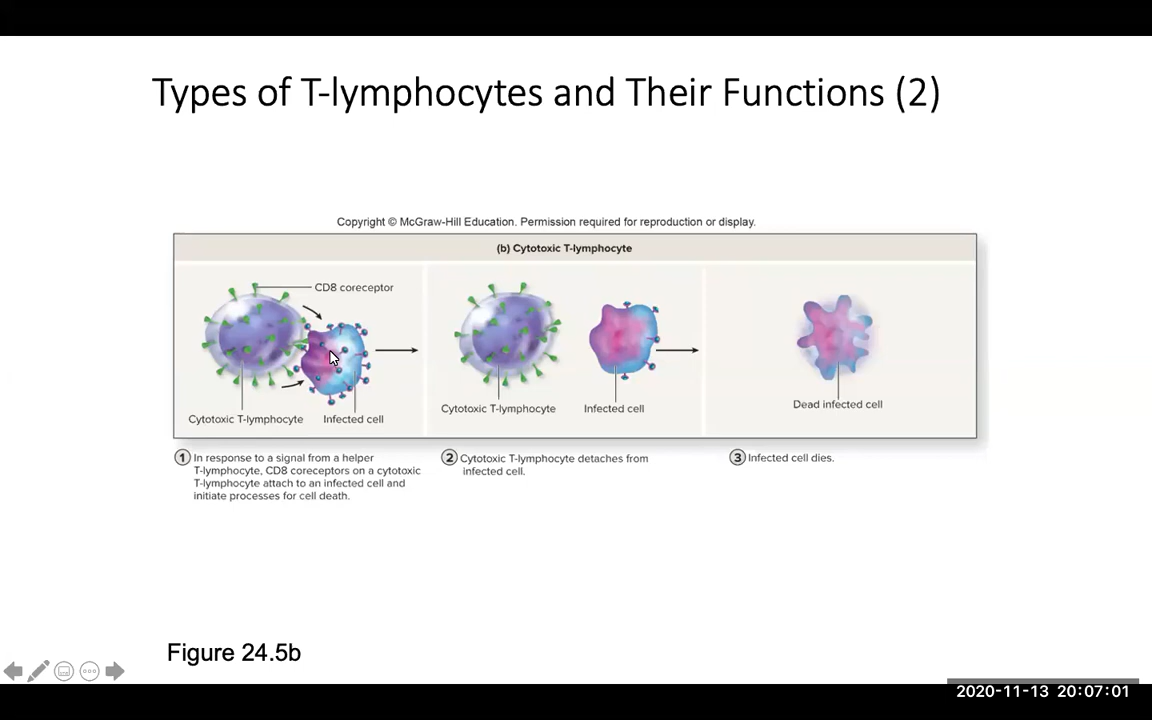 Types of T-lymphocytes and Their Functions (2)
Copyright © McGraw-Hill Education. Permission required for reproduction or display.
(b) Cytotoxic T-lymphocyte
CD8 coreceptor
Cytotoxic T-lymphocyte
Infected cell
Cytotoxic T-lymphocyte
Infected cell
Dead infected cell
1 In response to a signal from a helper
T-lymphocyte, CD8 coreceptors on a cytotoxic
T-lymphocyte attach to an infected cell and
initiate processes for cell death.
2 Cytotoxic T-lymphocyte detaches from
infected cell.
3 Infected cell dies.
Figure 24.5b
2020-11-13 20:07:01